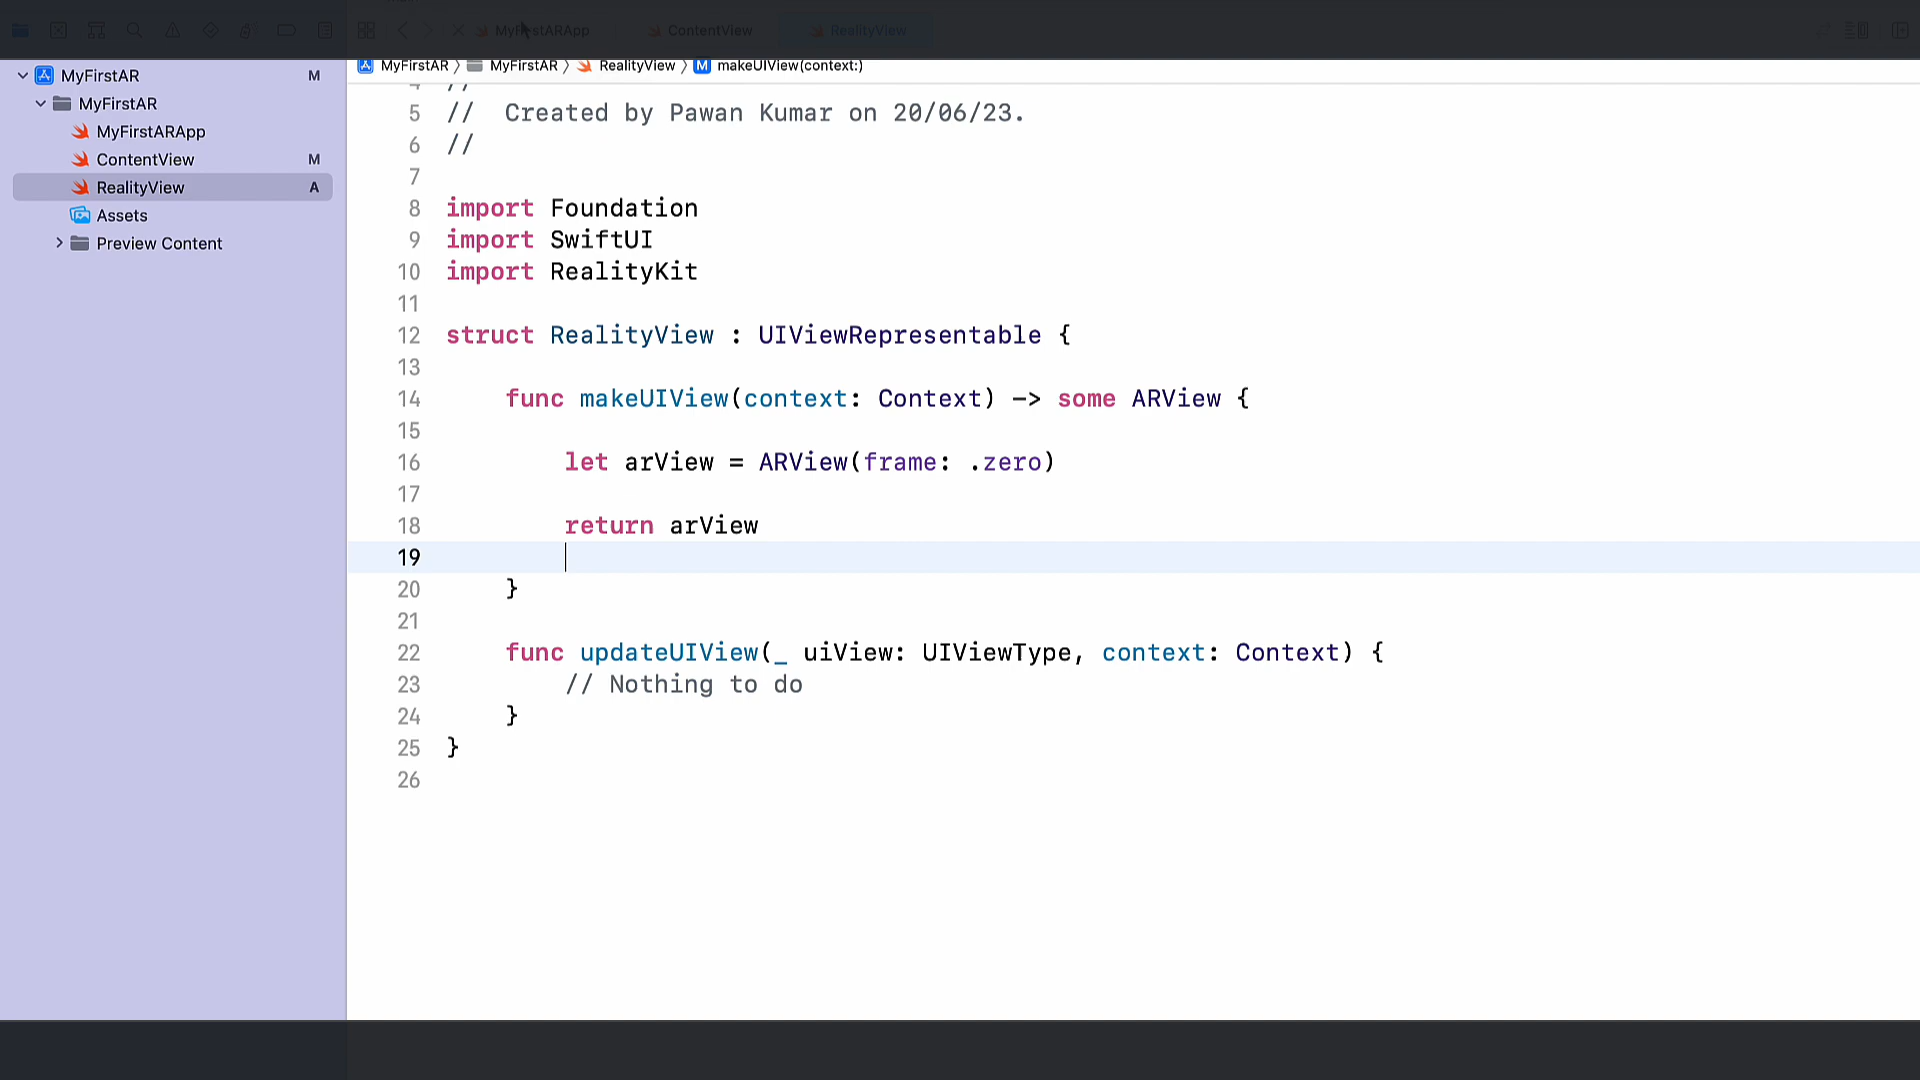 MyFirstARApp ContentView RealityView
MyFirstAR M
MyFirstAR
MyFirstARApp
ContentView M
RealityView A
Assets
Preview Content
MyFirstAR 〉 MyFirstAR 〉 RealityView 〉 M makeUIView(context:)
5 //  Created by Pawan Kumar on 20/06/23.
6 //
7
8 import Foundation
9 import SwiftUI
10 import RealityKit
11
12 struct RealityView : UIViewRepresentable {
13
14     func makeUIView(context: Context) -> some ARView {
15
16         let arView = ARView(frame: .zero)
17
18         return arView
19
20     }
21
22     func updateUIView(_ uiView: UIViewType, context: Context) {
23         // Nothing to do
24     }
25 }
26